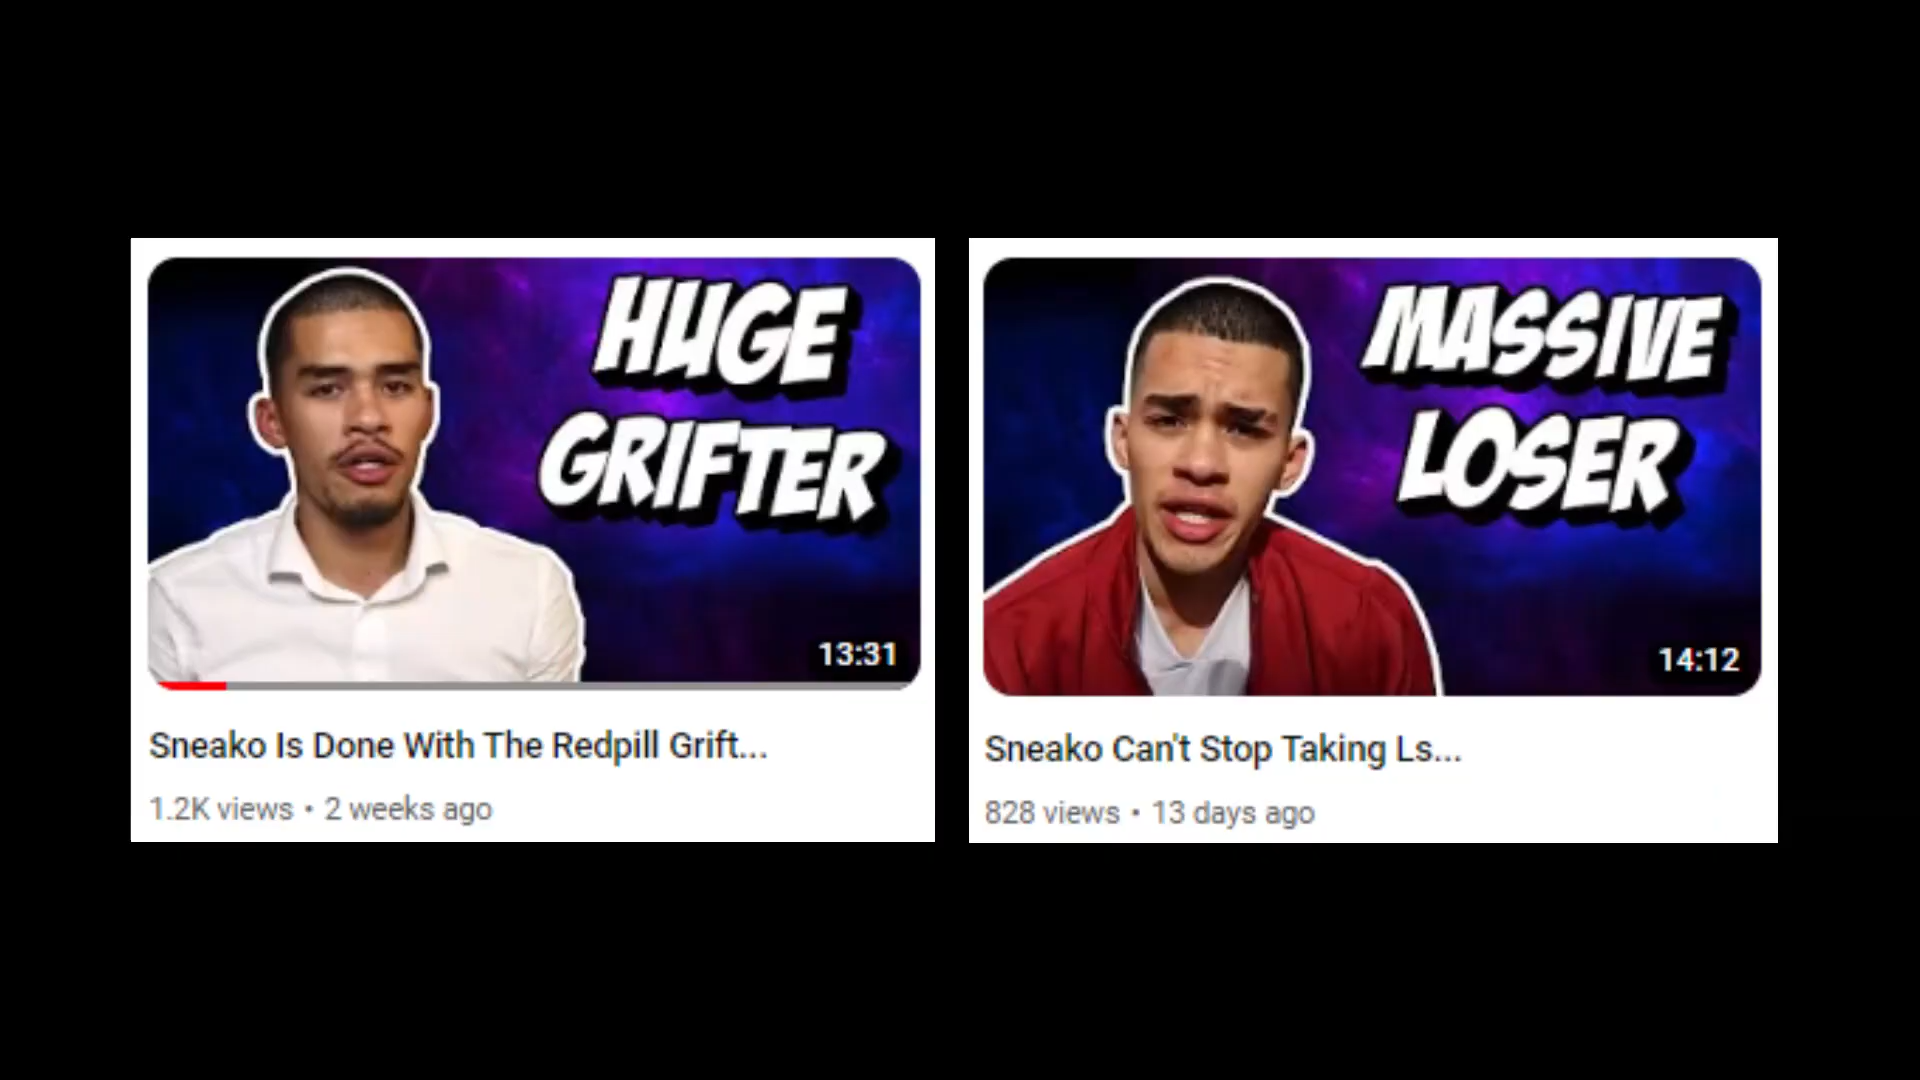 HUGE
GRIFTER
13:31
Sneako Is Done With The Redpill Grift...
1.2K views • 2 weeks ago
MASSIVE
LOSER
14:12
Sneako Can't Stop Taking Ls...
828 views • 13 days ago